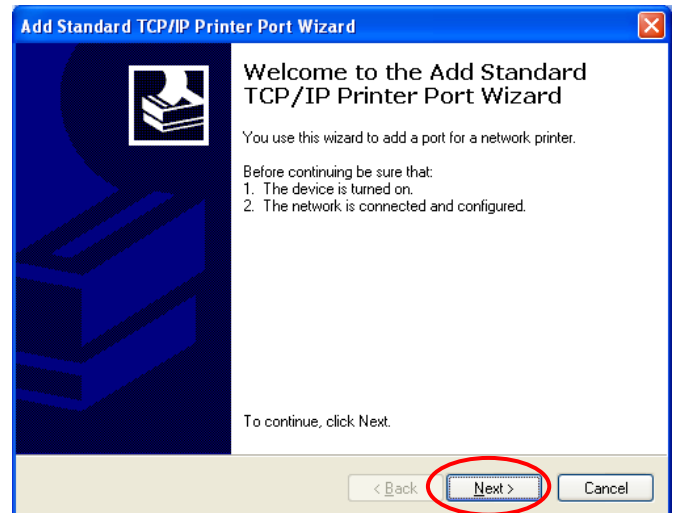 Add Standard TCP/IP Printer Port Wizard
Welcome to the Add Standard
TCP/IP Printer Port Wizard
You use this wizard to add a port for a network printer.
Before continuing be sure that:
1. The device is turned on.
2. The network is connected and configured.
To continue, click Next.
< Back
Next >
Cancel